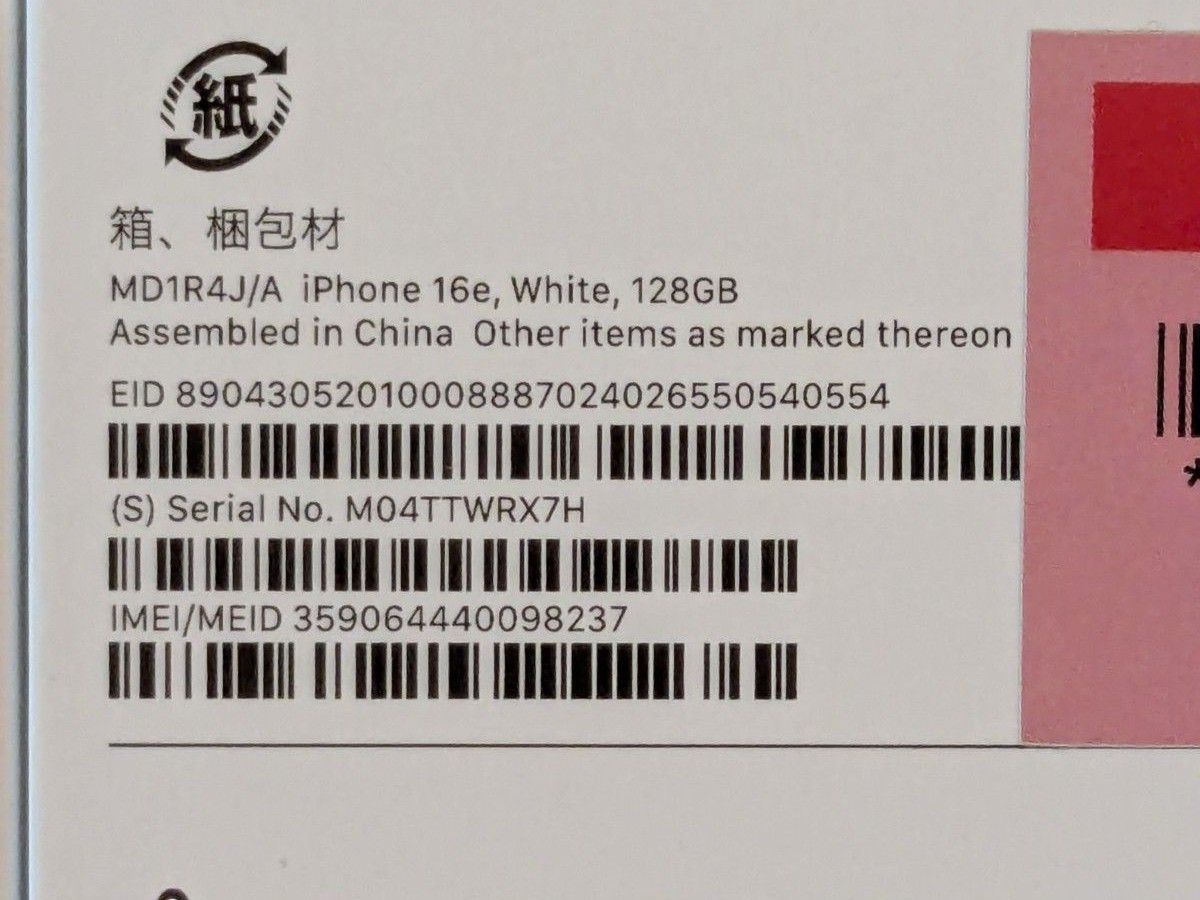 紙
箱、梱包材
MD1R4J/A iPhone 16e, White, 128GB
Assembled in China Other items as marked thereon
EID 89043052010008887024026550540554
(S) Serial No. M04TTWRX7H
IMEI/MEID 359064440098237
*